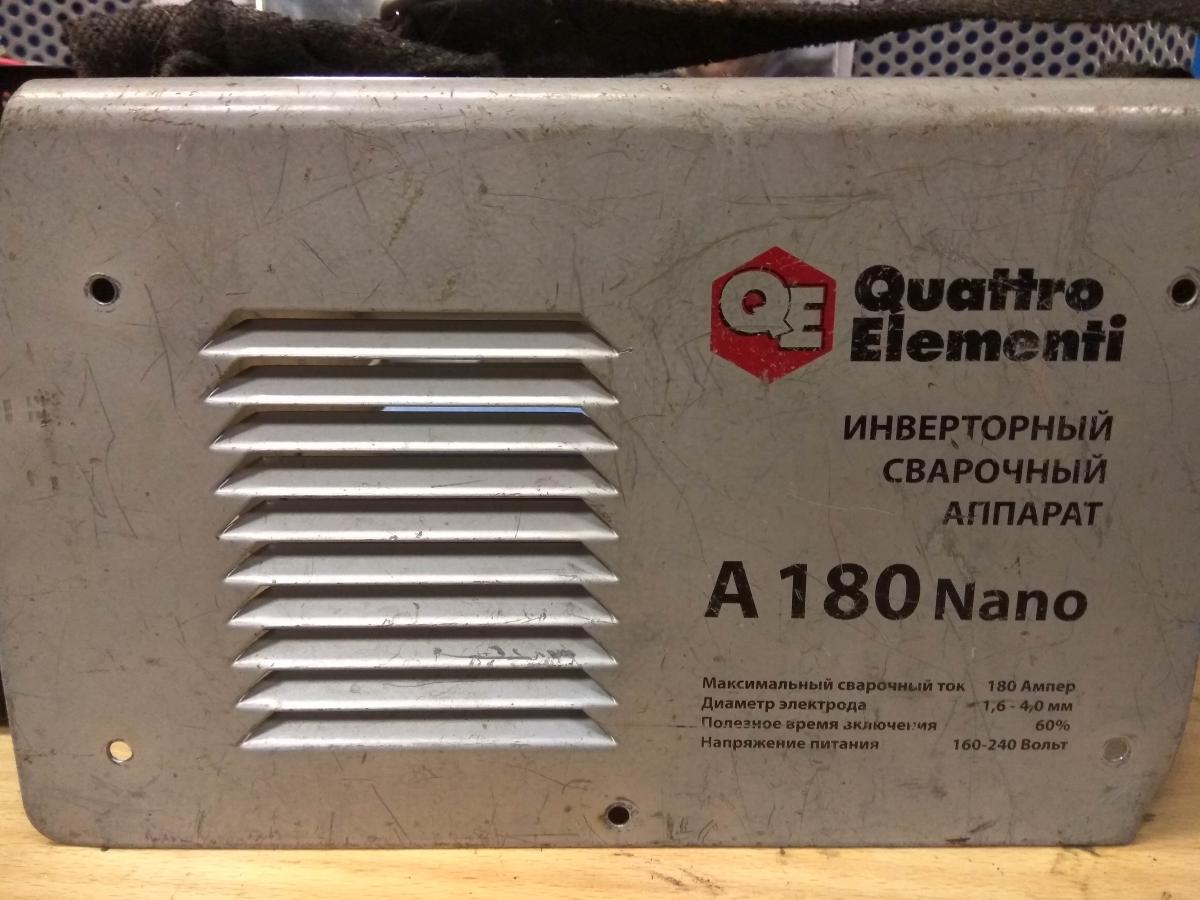 QE
Quattro
Elementi
ИНВЕРТОРНЫЙ
СВАРОЧНЫЙ
АППАРАТ
A 180 Nano
Максимальный сварочный ток 180 Ампер
Диаметр электрода 1,6 - 4,0 мм
Полезное время включения 60%
Напряжение питания 160-240 Вольт